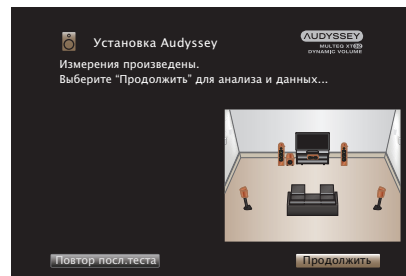 Установка Audyssey
AUDYSSEY
MULTEQ XT32
DYNAMIC VOLUME
Измерения произведены.
Выберите “Продолжить” для анализа и данных...
Повтор посл.теста
Продолжить